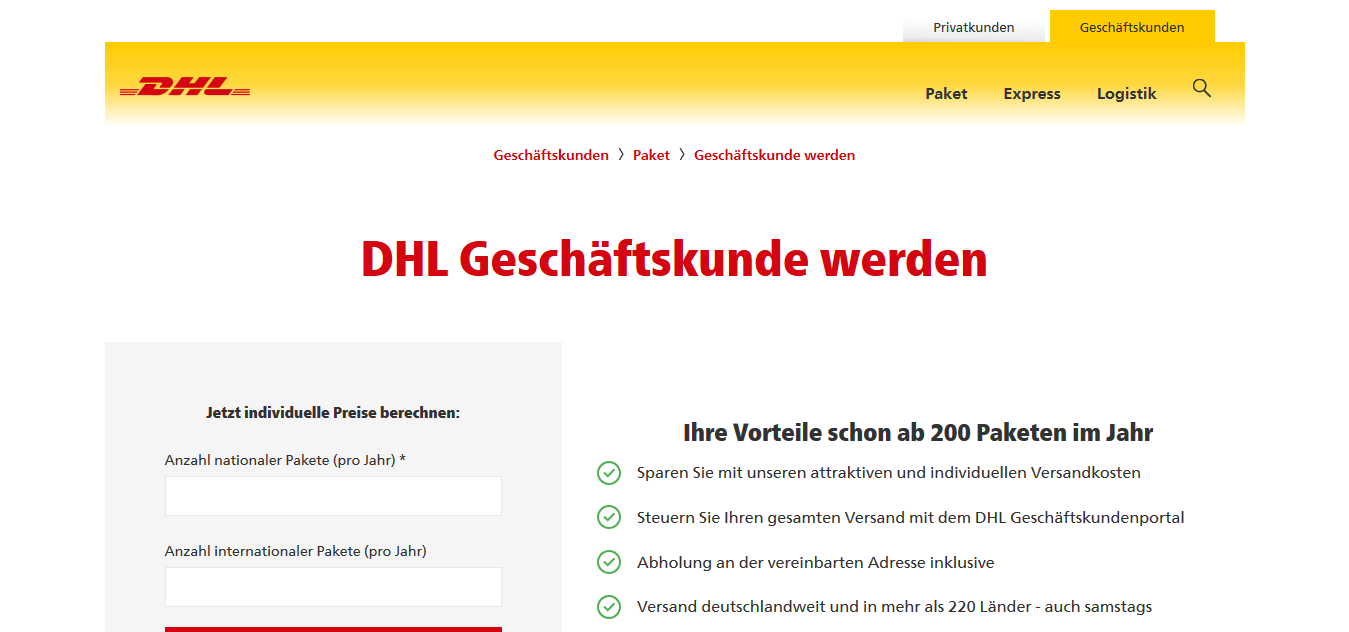 Privatkunden
Geschäftskunden
DHL
Paket
Express
Logistik
Geschäftskunden 〉 Paket 〉 Geschäftskunde werden
DHL Geschäftskunde werden
Jetzt individuelle Preise berechnen:
Anzahl nationaler Pakete (pro Jahr) *
Anzahl internationaler Pakete (pro Jahr)
Ihre Vorteile schon ab 200 Paketen im Jahr
Sparen Sie mit unseren attraktiven und individuellen Versandkosten
Steuern Sie Ihren gesamten Versand mit dem DHL Geschäftskundenportal
Abholung an der vereinbarten Adresse inklusive
Versand deutschlandweit und in mehr als 220 Länder - auch samstags